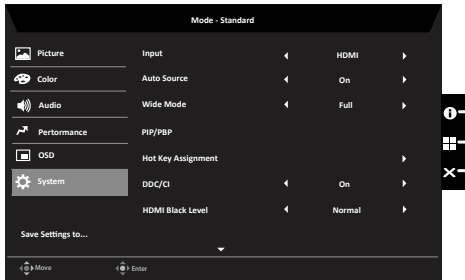 Mode - Standard
Picture
Input HDMI
Color
Auto Source On
Audio
Wide Mode Full
Pertormance
PIP/PBP
OSD
Hot Key Assignment
System
DDC/CI On
HDMI Black Level Normal
Save Settings to...
Move Enter